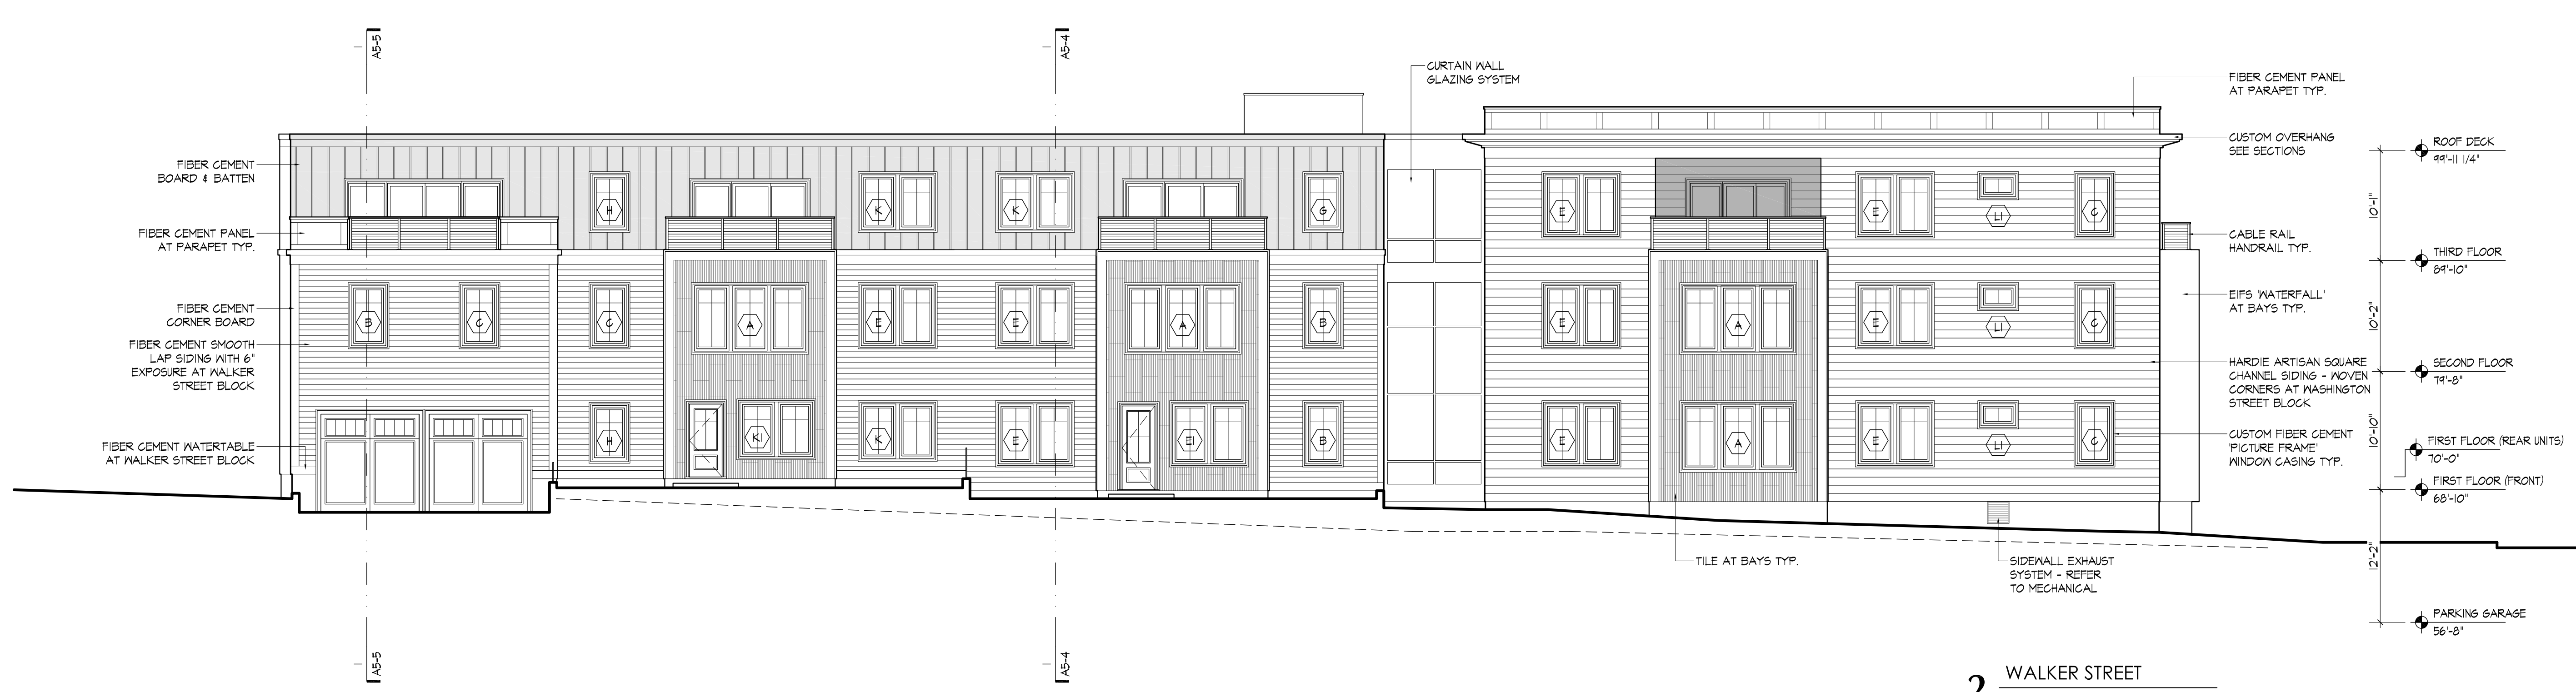 A5-5
A5-4
CURTAIN WALL
GLAZING SYSTEM
FIBER CEMENT PANEL
AT PARAPET TYP.
CUSTOM OVERHANG
SEE SECTIONS
ROOF DECK
99'-11 1/4"
FIBER CEMENT
BOARD & BATTEN
H
K
K
G
E
E
L1
C
10'-1"
FIBER CEMENT PANEL
AT PARAPET TYP.
CABLE RAIL
HANDRAIL TYP.
THIRD FLOOR
89'-10"
FIBER CEMENT
CORNER BOARD
EIFS 'WATERFALL'
AT BAYS TYP.
B
C
C
A
E
E
A
B
E
A
E
L1
C
10'-2"
FIBER CEMENT SMOOTH
LAP SIDING WITH 6"
EXPOSURE AT WALKER
STREET BLOCK
HARDIE ARTISAN SQUARE
CHANNEL SIDING - WOVEN
CORNERS AT WASHINGTON
STREET BLOCK
SECOND FLOOR
79'-8"
FIBER CEMENT WATERTABLE
AT WALKER STREET BLOCK
H
K1
K
E
E1
B
E
A
E
L1
C
10'-10"
CUSTOM FIBER CEMENT
'PICTURE FRAME'
WINDOW CASING TYP.
FIRST FLOOR (REAR UNITS)
70'-0"
FIRST FLOOR (FRONT)
68'-10"
TILE AT BAYS TYP.
SIDEWALL EXHAUST
SYSTEM - REFER
TO MECHANICAL
12'-2"
PARKING GARAGE
56'-8"
A5-5
A5-4
2
WALKER STREET